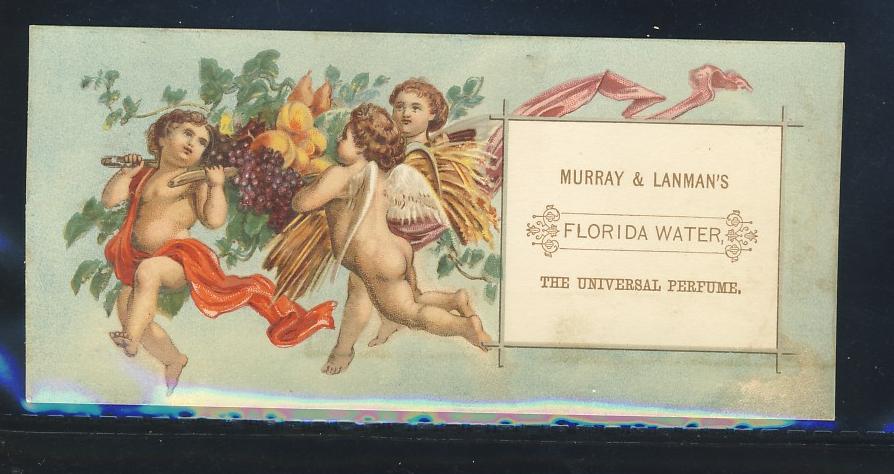 MURRAY & LANMAN'S
FLORIDA WATER,
THE UNIVERSAL PERFUME.